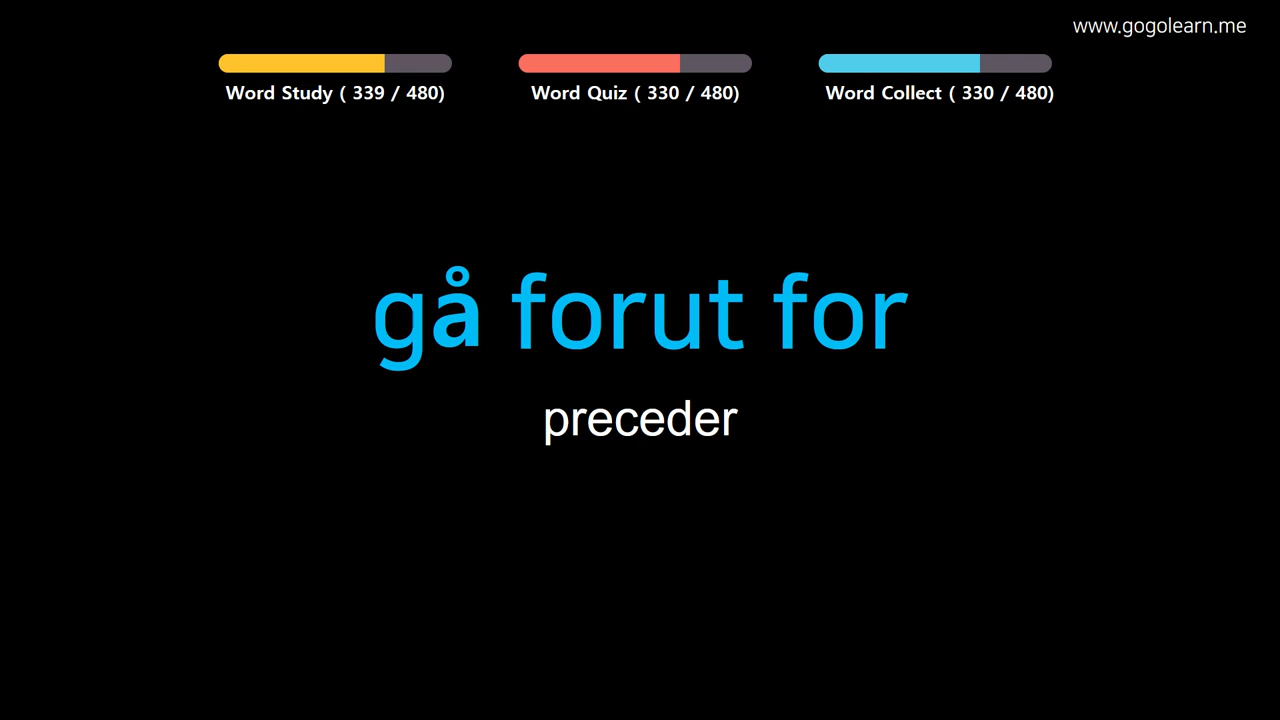 www.gogolearn.me
Word Study ( 339 / 480)
Word Quiz ( 330 / 480)
Word Collect ( 330 / 480)
gå forut for
preceder